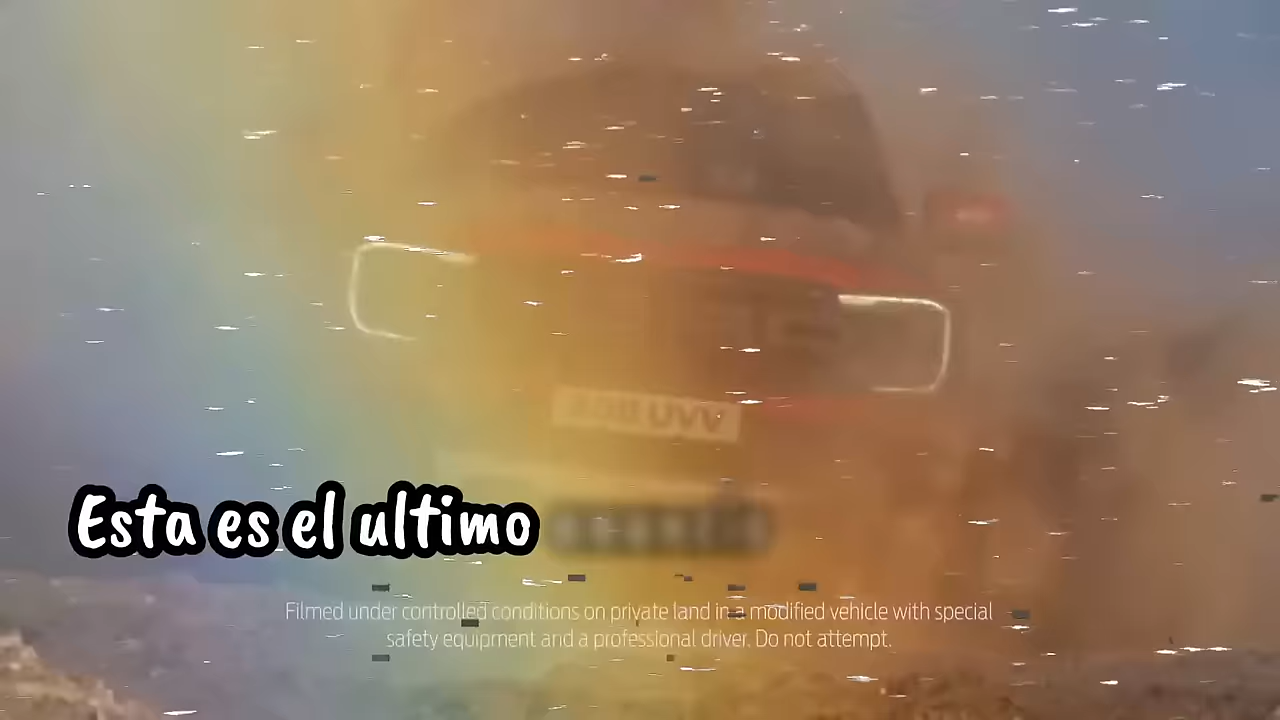 UVV
Esta es el ultimo
Filmed under controlled conditions on private land in a modified vehicle with special
safety equipment and a professional driver. Do not attempt.